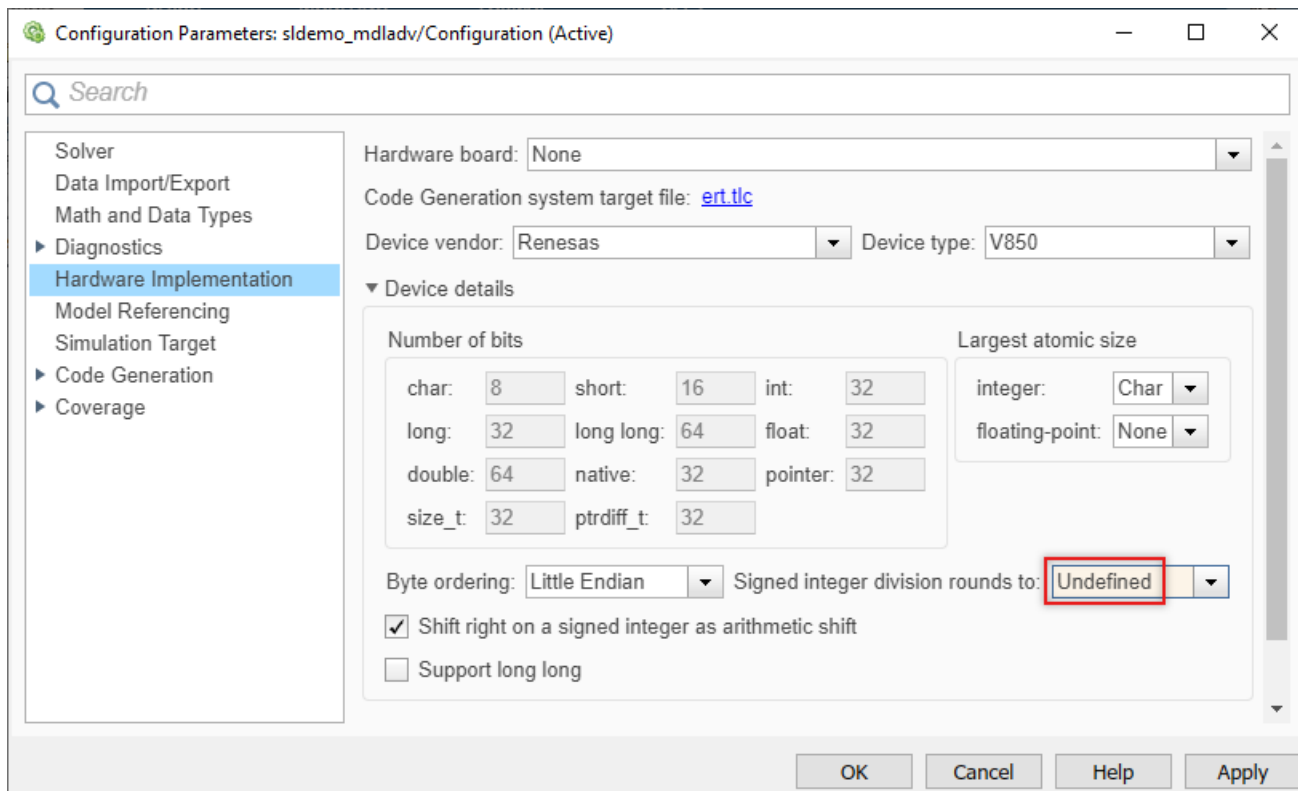 Configuration Parameters: sldemo_mdladv/Configuration (Active)
Search
Solver
Data Import/Export
Math and Data Types
Diagnostics
Hardware Implementation
Model Referencing
Simulation Target
Code Generation
Coverage
Hardware board: None
Code Generation system target file: ert.tlc
Device vendor: Renesas Device type: V850
Device details
Number of bits Largest atomic size
char: 8 short: 16 int: 32 integer: Char
long: 32 long long: 64 float: 32 floating-point: None
double: 64 native: 32 pointer: 32
size_t: 32 ptrdiff_t: 32
Byte ordering: Little Endian Signed integer division rounds to: Undefined
Shift right on a signed integer as arithmetic shift
Support long long
OK Cancel Help Apply